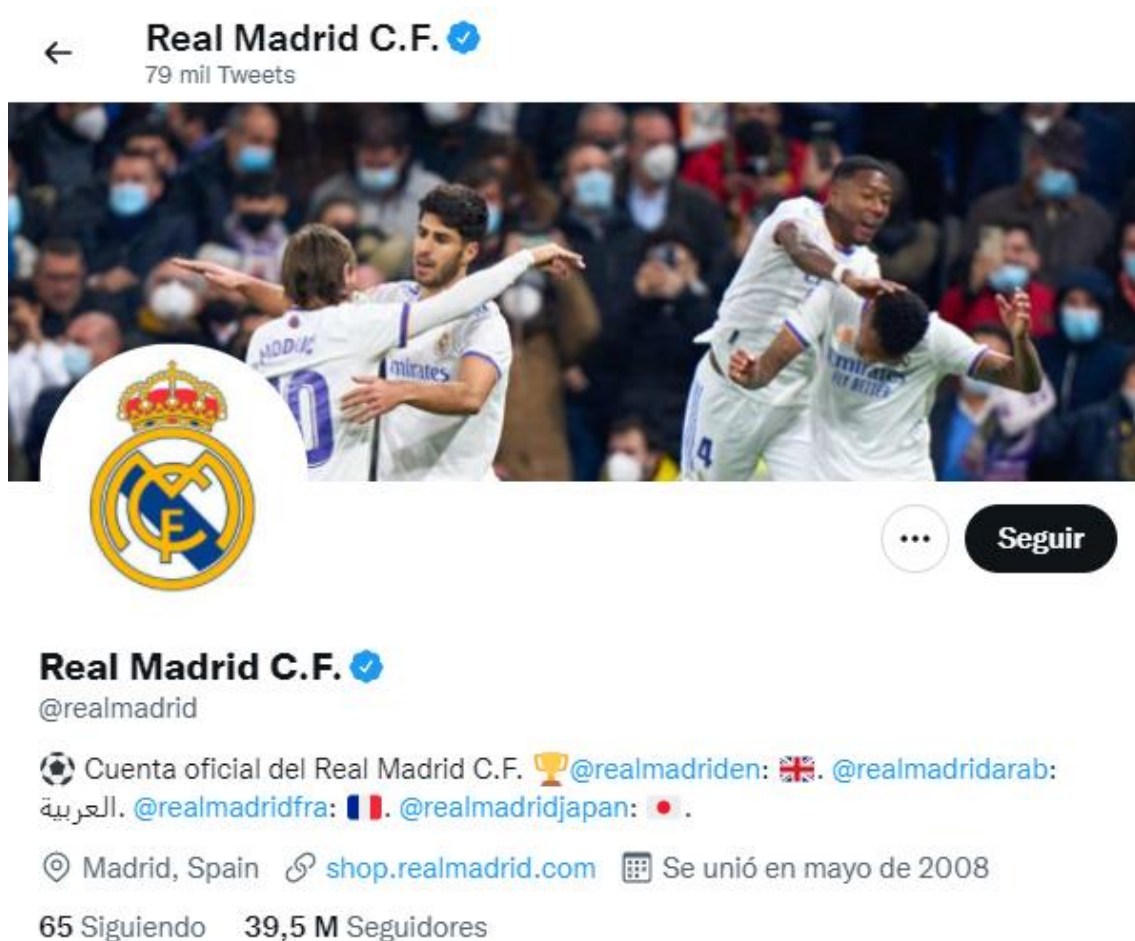 Real Madrid C.F.
79 mil Tweets
MODRIC
10
Emirates
4
Emirates
FLY BETTER
Seguir
Real Madrid C.F.
@realmadrid
Cuenta oficial del Real Madrid C.F. @realmadriden: . @realmadridarab:
العربية. @realmadridfra: . @realmadridjapan: .
Madrid, Spain shop.realmadrid.com Se unió en mayo de 2008
65 Siguiendo 39,5 M Seguidores